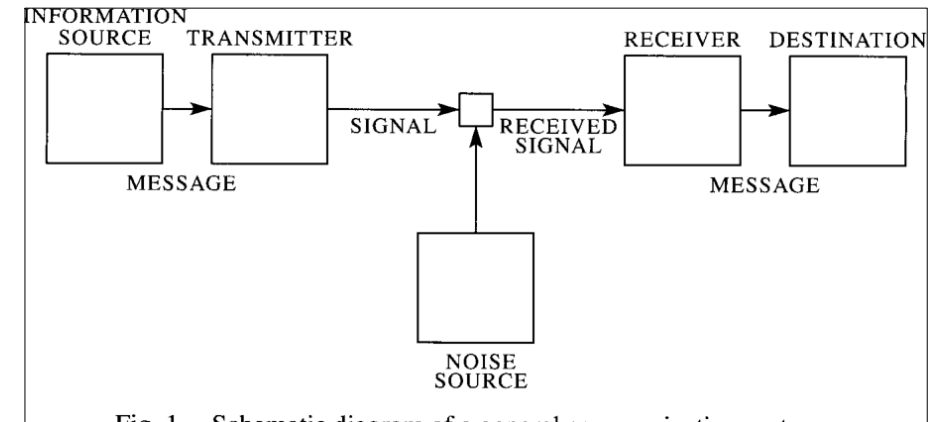 INFORMATION
SOURCE
TRANSMITTER
RECEIVER
DESTINATION
SIGNAL
RECEIVED
SIGNAL
MESSAGE
MESSAGE
NOISE
SOURCE